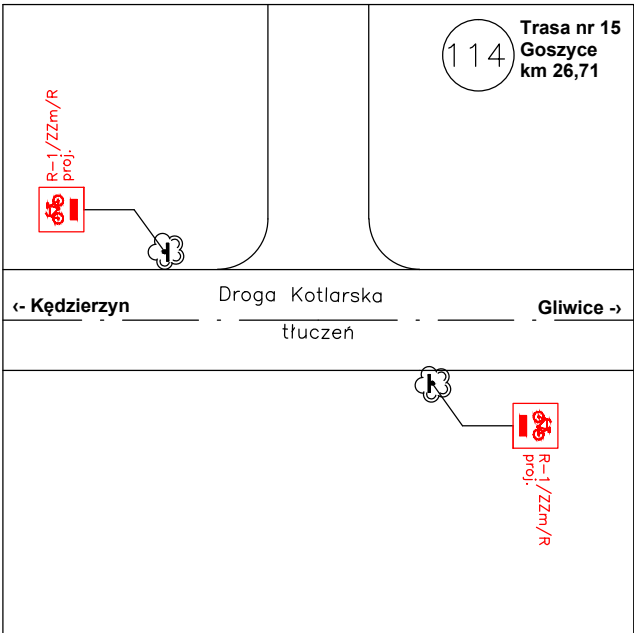 114
Trasa nr 15
Goszyce
km 26,71
R-1/ZZm/R
proj.
Droga Kotlarska
‹- Kędzierzyn
Gliwice -›
tłuczeń
R-1/ZZm/R
proj.